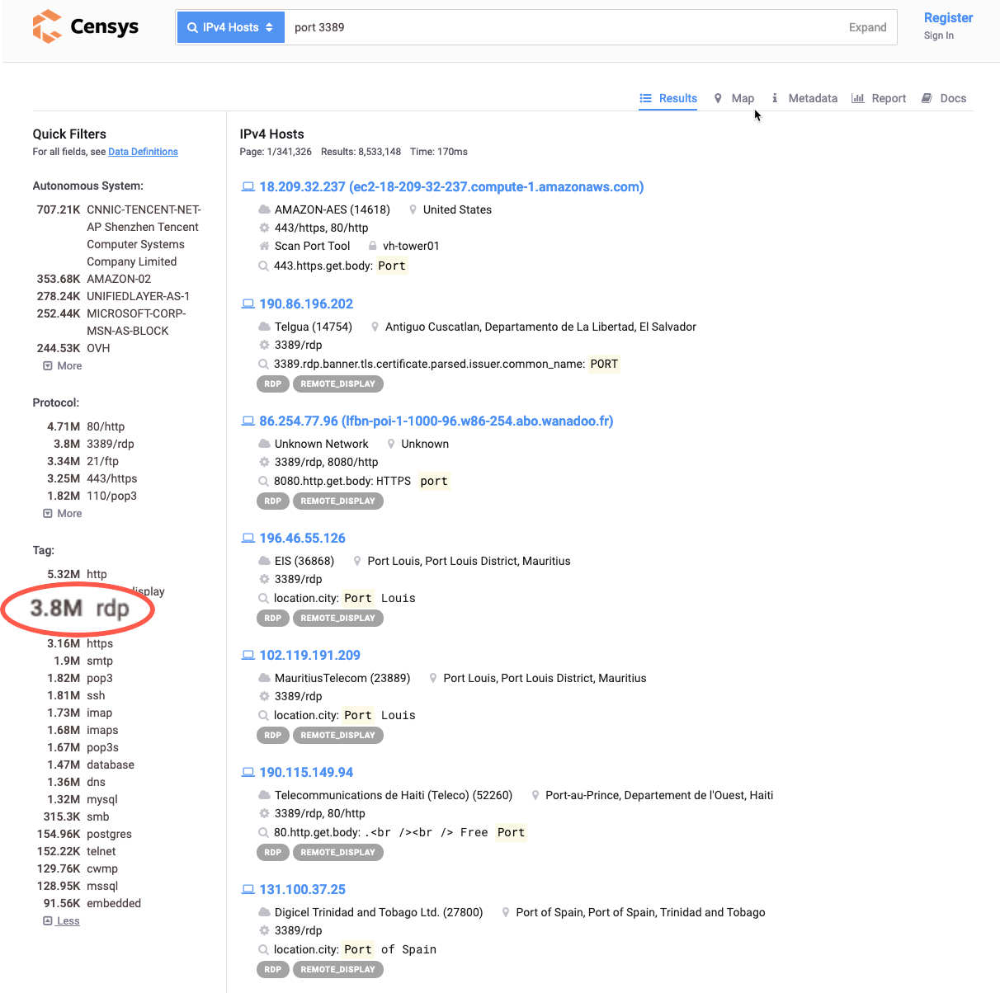 Censys
IPv4 Hosts
port 3389
Expand
Register
Sign In
Results
Map
Metadata
Report
Docs
Quick Filters
For all fields, see Data Definitions
Autonomous System:
707.21K CNNIC-TENCENT-NET-
AP Shenzhen Tencent
Computer Systems
Company Limited
353.68K AMAZON-02
278.24K UNIFIEDLAYER-AS-1
252.44K MICROSOFT-CORP-
MSN-AS-BLOCK
244.53K OVH
More
Protocol:
4.71M 80/http
3.8M 3389/rdp
3.34M 21/ftp
3.25M 443/https
1.82M 110/pop3
More
Tag:
5.32M http
display
3.8M rdp
3.16M https
1.9M smtp
1.82M pop3
1.81M ssh
1.73M imap
1.68M imaps
1.67M pop3s
1.47M database
1.36M dns
1.32M mysql
315.3K smb
154.96K postgres
152.22K telnet
129.76K cwmp
128.95K mssql
91.56K embedded
Less
IPv4 Hosts
Page: 1/341,326 Results: 8,533,148 Time: 170ms
18.209.32.237 (ec2-18-209-32-237.compute-1.amazonaws.com)
AMAZON-AES (14618) United States
443/https, 80/http
Scan Port Tool vh-tower01
443.https.get.body: Port
190.86.196.202
Telgua (14754) Antiguo Cuscatlan, Departamento de La Libertad, El Salvador
3389/rdp
3389.rdp.banner.tls.certificate.parsed.issuer.common_name: PORT
RDP REMOTE_DISPLAY
86.254.77.96 (lfbn-poi-1-1000-96.w86-254.abo.wanadoo.fr)
Unknown Network Unknown
3389/rdp, 8080/http
8080.http.get.body: HTTPS port
RDP REMOTE_DISPLAY
196.46.55.126
EIS (36868) Port Louis, Port Louis District, Mauritius
3389/rdp
location.city: Port Louis
RDP REMOTE_DISPLAY
102.119.191.209
MauritiusTelecom (23889) Port Louis, Port Louis District, Mauritius
3389/rdp
location.city: Port Louis
RDP REMOTE_DISPLAY
190.115.149.94
Telecommunications de Haiti (Teleco) (52260) Port-au-Prince, Departement de l'Ouest, Haiti
3389/rdp, 80/http
80.http.get.body: .<br /><br /> Free Port
RDP REMOTE_DISPLAY
131.100.37.25
Digicel Trinidad and Tobago Ltd. (27800) Port of Spain, Port of Spain, Trinidad and Tobago
3389/rdp
location.city: Port of Spain
RDP REMOTE_DISPLAY